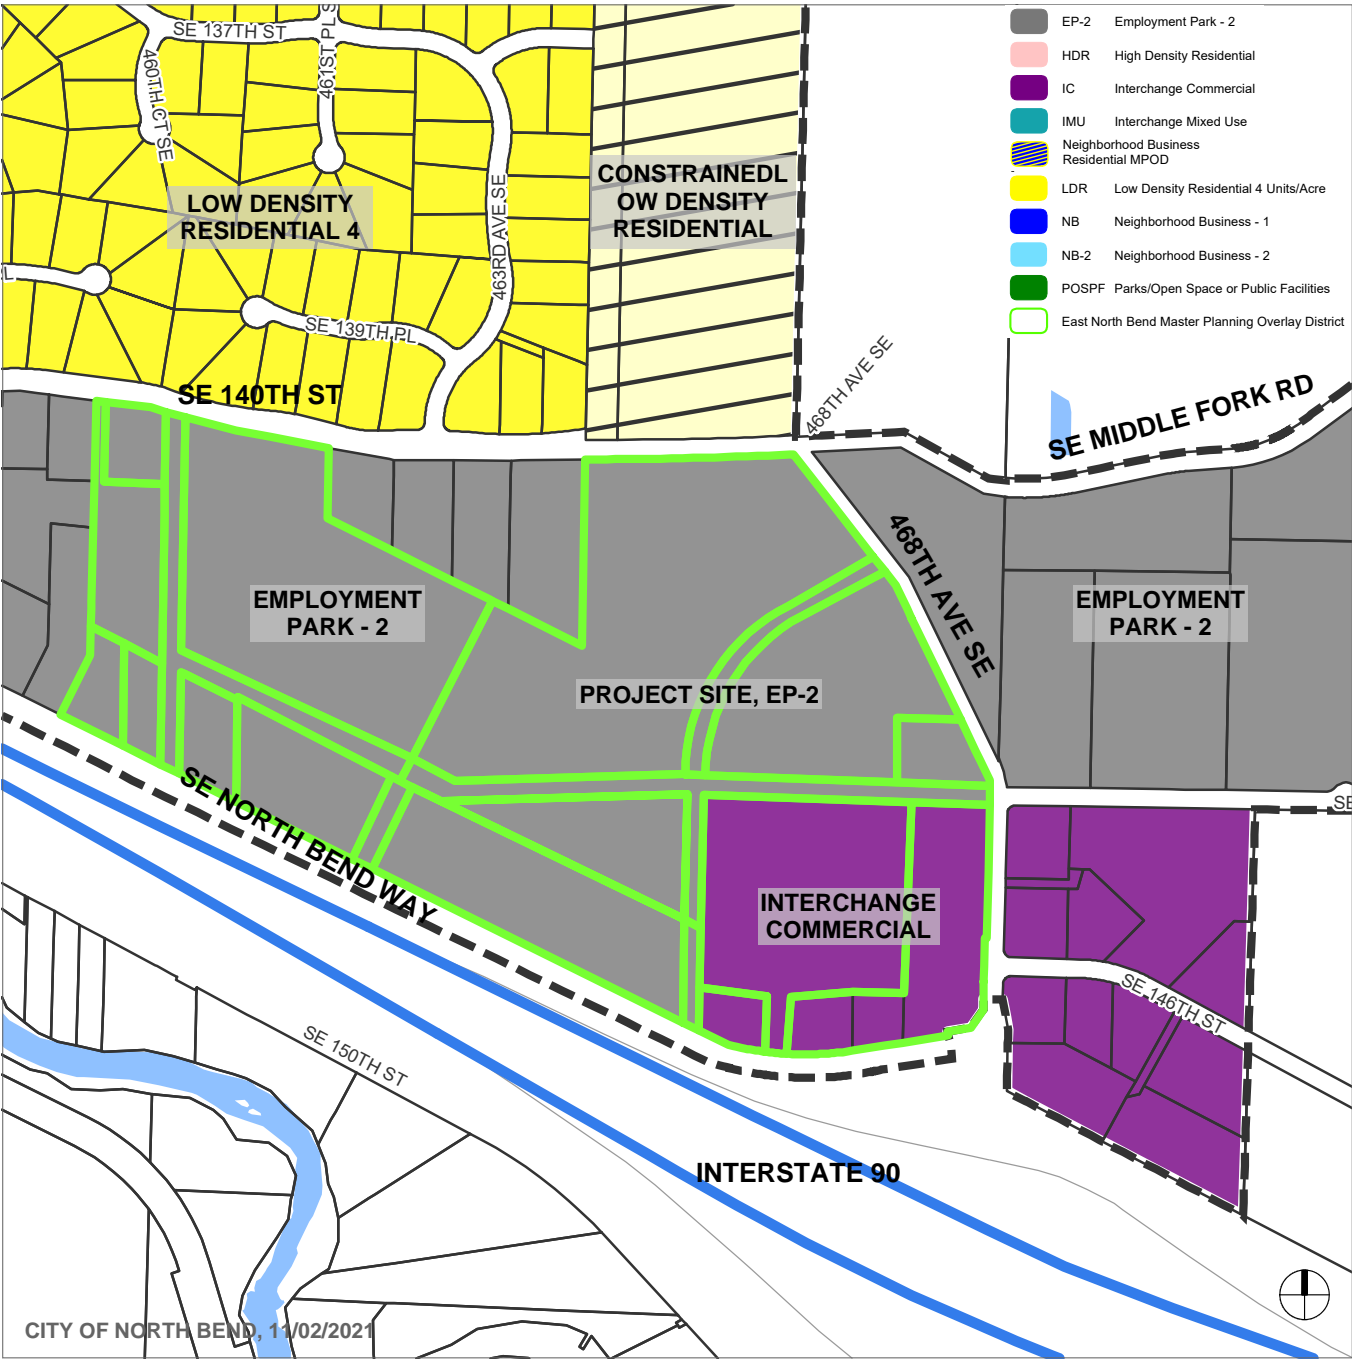 EP-2 Employment Park - 2
HDR High Density Residential
IC Interchange Commercial
IMU Interchange Mixed Use
Neighborhood Business
Residential MPOD
LDR Low Density Residential 4 Units/Acre
NB Neighborhood Business - 1
NB-2 Neighborhood Business - 2
POSPF Parks/Open Space or Public Facilities
East North Bend Master Planning Overlay District
SE 137TH ST
461ST PL S
460TH CT SE
463RD AVE SE
LOW DENSITY
RESIDENTIAL 4
CONSTRAINEDL
OW DENSITY
RESIDENTIAL
L
SE 139TH PL
SE 140TH ST
468TH AVE SE
SE MIDDLE FORK RD
468TH AVE SE
EMPLOYMENT
PARK - 2
EMPLOYMENT
PARK - 2
PROJECT SITE, EP-2
SE
SE NORTH BEND WAY
INTERCHANGE
COMMERCIAL
SE 146TH ST
SE 150TH ST
INTERSTATE 90
CITY OF NORTH BEND, 11/02/2021